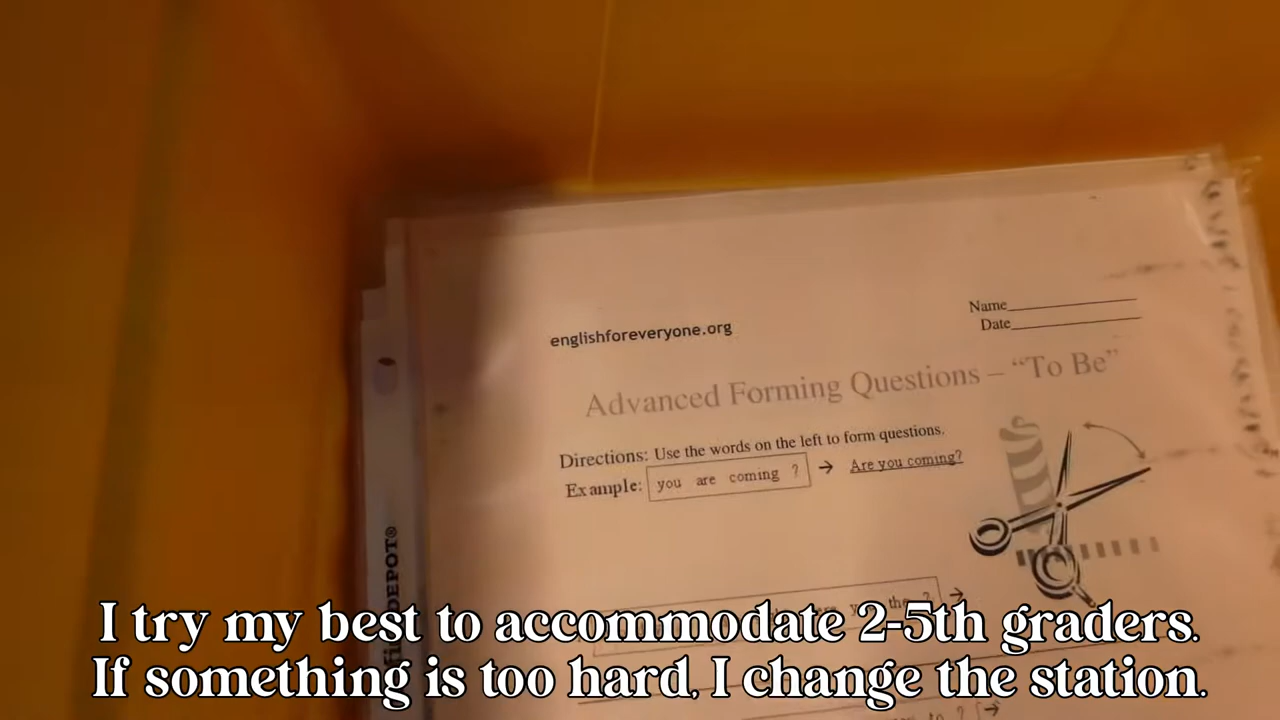 englishforeveryone.org
Name
Date
Advanced Forming Questions – “To Be”
Directions: Use the words on the left to form questions.
Example: you are coming ? → Are you coming?
the ? →
to ? →
DEPOT®
I try my best to accommodate 2-5th graders.
If something is too hard, I change the station.